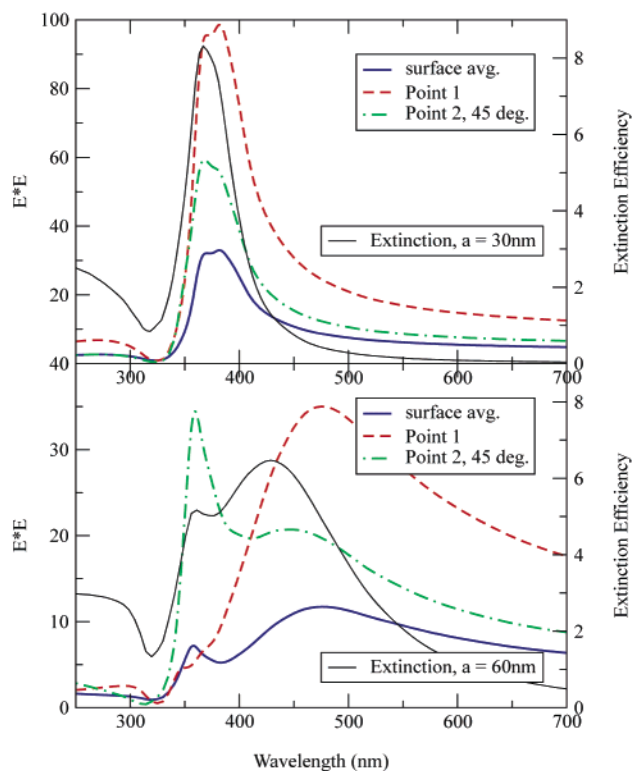 100
80
60
40
20
40
E*E
8
6
4
2
0
Extinction Efficiency
surface avg.
Point 1
Point 2, 45 deg.
Extinction, a = 30nm
300
400
500
600
700
30
20
10
0
E*E
8
6
4
2
0
Extinction Efficiency
surface avg.
Point 1
Point 2, 45 deg.
Extinction, a = 60nm
300
400
500
600
700
Wavelength (nm)